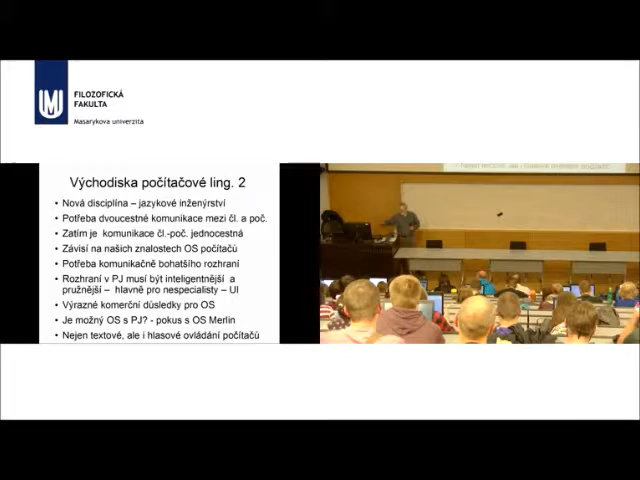 FILOZOFICKÁ
FAKULTA
Masarykova univerzita
Východiska počítačové ling. 2
• Nová disciplína – jazykové inženýrství
• Potřeba dvoucestné komunikace mezi čl. a poč.
• Zatím je komunikace čl.-poč. jednocestná
• Závisí na našich znalostech OS počítačů
• Potřeba komunikačně bohatšího rozhraní
• Rozhraní v PJ musí být inteligentnější a
pružnější – hlavně pro nespecialisty – UI
• Výrazné komerční důsledky pro OS
• Je možný OS s PJ? - pokus s OS Merlin
• Nejen textové, ale i hlasové ovládání počítačů